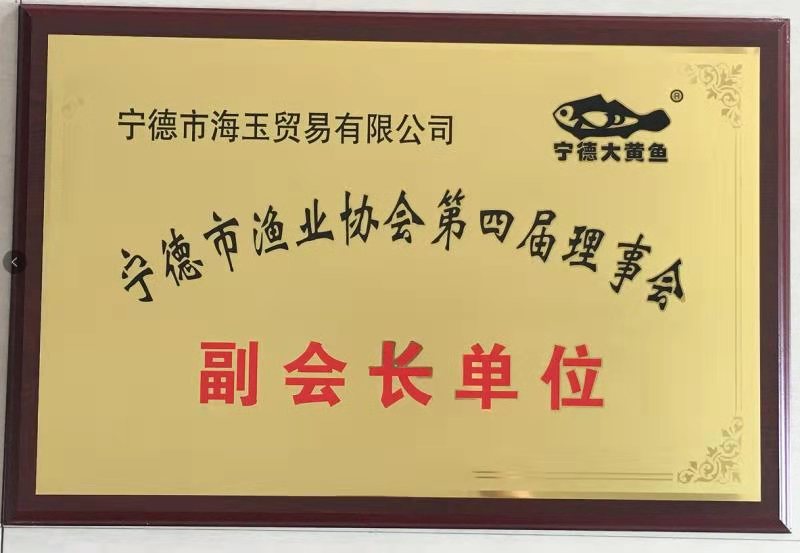 宁德市海玉贸易有限公司
®
宁德大黄鱼
宁德市渔业协会第四届理事会
副会长单位